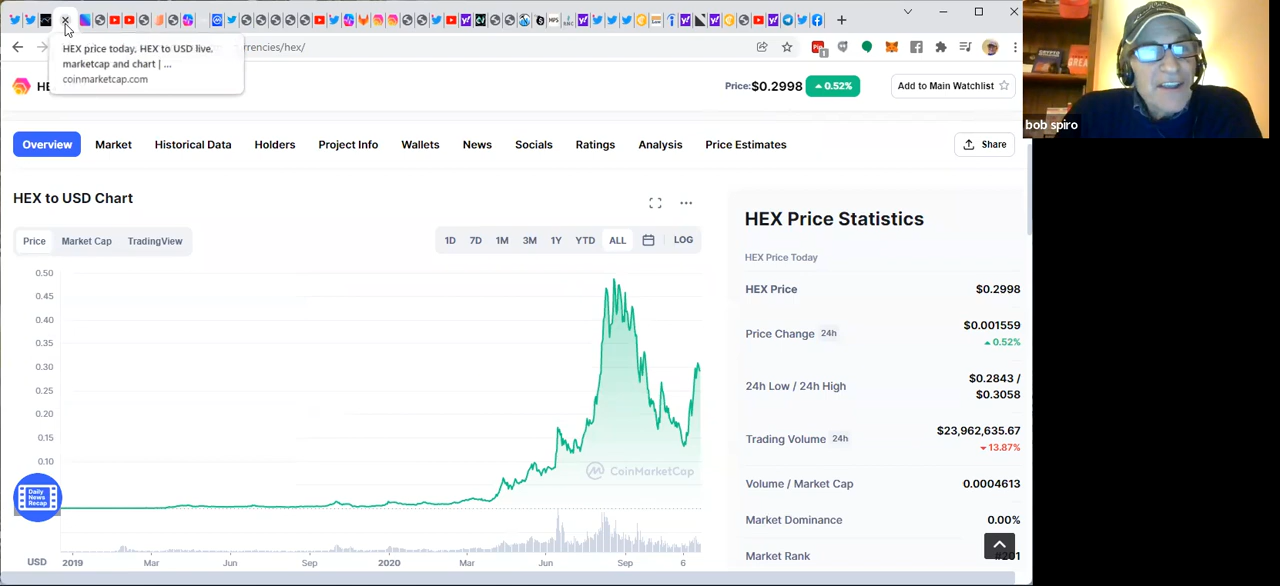 HEX price today, HEX to USD live,
marketcap and chart | ...
coinmarketcap.com
rrencies/hex/
HE
Price: $0.2998 0.52%
Add to Main Watchlist
bob spiro
Overview Market Historical Data Holders Project Info Wallets News Socials Ratings Analysis Price Estimates
Share
HEX to USD Chart
Price Market Cap TradingView
1D 7D 1M 3M 1Y YTD ALL LOG
0.50
0.45
0.40
0.35
0.30
0.25
0.20
0.15
0.10
CoinMarketCap
Daily
News
Recap
USD 2019 Mar Jun Sep 2020 Mar Jun Sep 6
HEX Price Statistics
HEX Price Today
HEX Price $0.2998
Price Change 24h $0.001559
0.52%
24h Low / 24h High $0.2843 /
$0.3058
Trading Volume 24h $23,962,635.67
13.87%
Volume / Market Cap 0.0004613
Market Dominance 0.00%
Market Rank #201